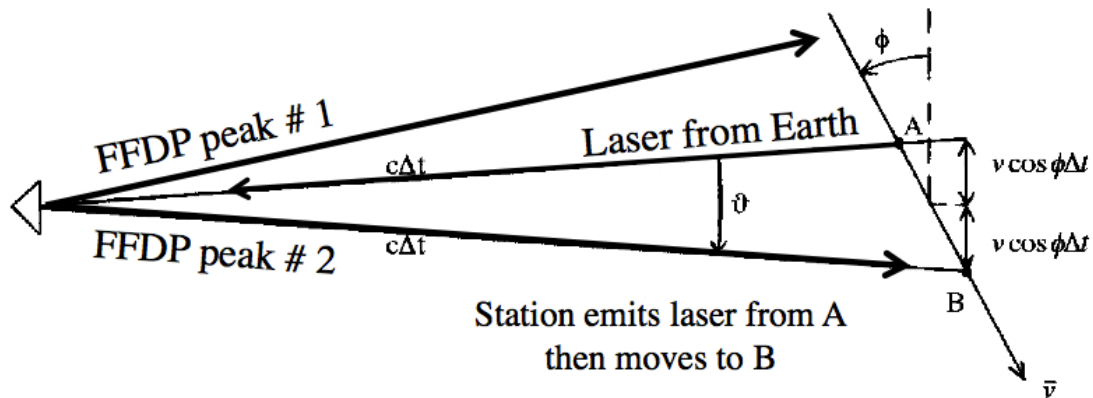 ϕ
FFDP peak # 1
Laser from Earth
A
cΔt
v cos ϕΔt
ϑ
v cos ϕΔt
FFDP peak # 2
cΔt
B
Station emits laser from A
then moves to B
v̄